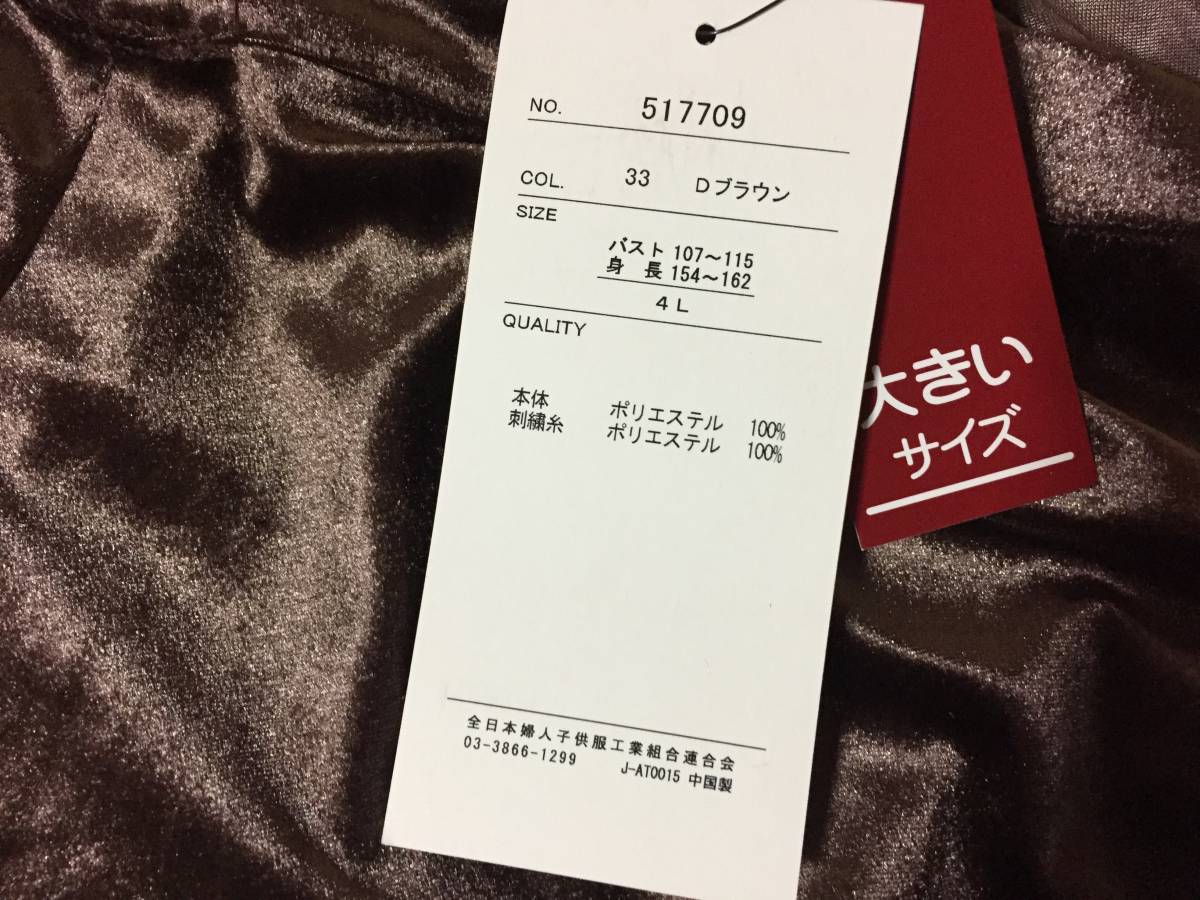 NO. 517709
COL. 33 Dブラウン
SIZE
バスト 107～115
身 長 154～162
4L
QUALITY
本体 ポリエステル 100%
刺繍糸 ポリエステル 100%
全日本婦人子供服工業組合連合会
03-3866-1299 J-AT0015 中国製
大きい
サイズ